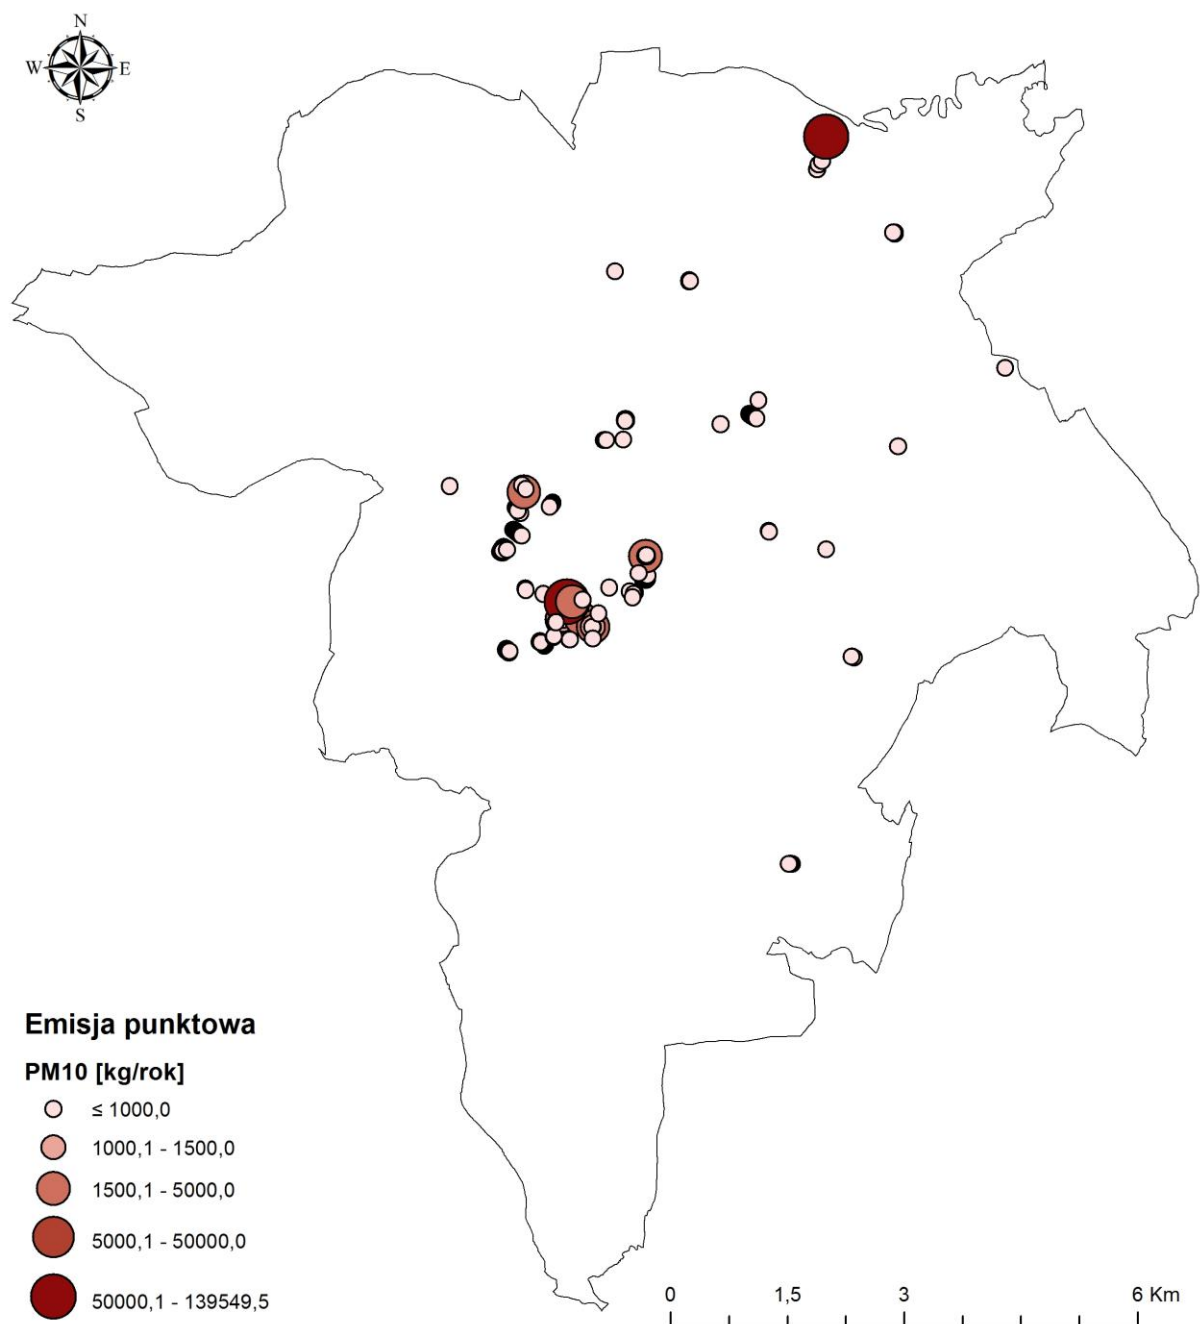 N
W E
S
Emisja punktowa
PM10 [kg/rok]
≤ 1000,0
1000,1 - 1500,0
1500,1 - 5000,0
5000,1 - 50000,0
50000,1 - 139549,5
0 1,5 3 6 Km